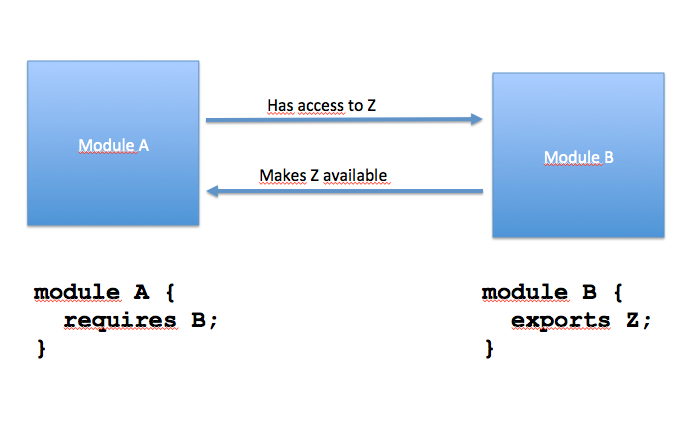 Has access to Z
Module A
Module B
Makes Z available
module A {
requires B;
}
module B {
exports Z;
}